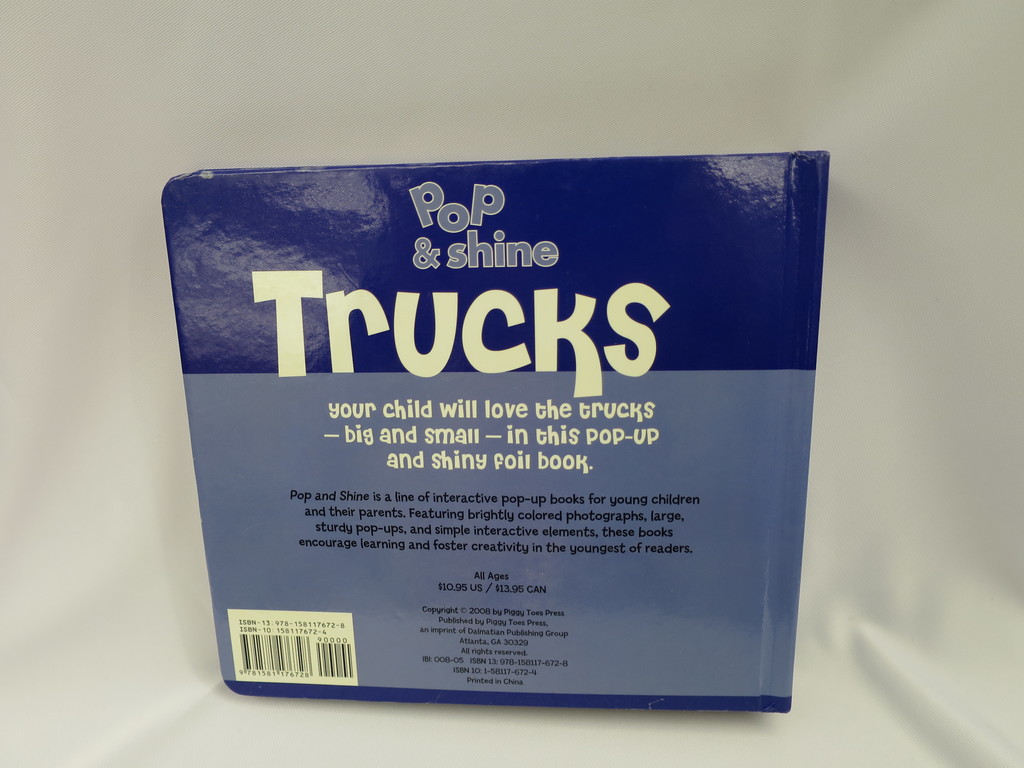 Pop
& shine
Trucks
your child will love the trucks
— big and small — in this pop-up
and shiny foil book.
Pop and Shine is a line of interactive pop-up books for young children
and their parents. Featuring brightly colored photographs, large,
sturdy pop-ups, and simple interactive elements, these books
encourage learning and foster creativity in the youngest of readers.
All Ages
$10.95 US / $13.95 CAN
Copyright © 2008 by Piggy Toes Press
Published by Piggy Toes Press,
an imprint of Dalmatian Publishing Group
Atlanta, GA 30329
All rights reserved.
IBI: 008-05 ISBN 13: 978-158117-672-8
ISBN 10: 1-58117-672-4
Printed in China
ISBN-13: 978-158117672-8
ISBN-10: 158117672-4
90000
9 781581 176728